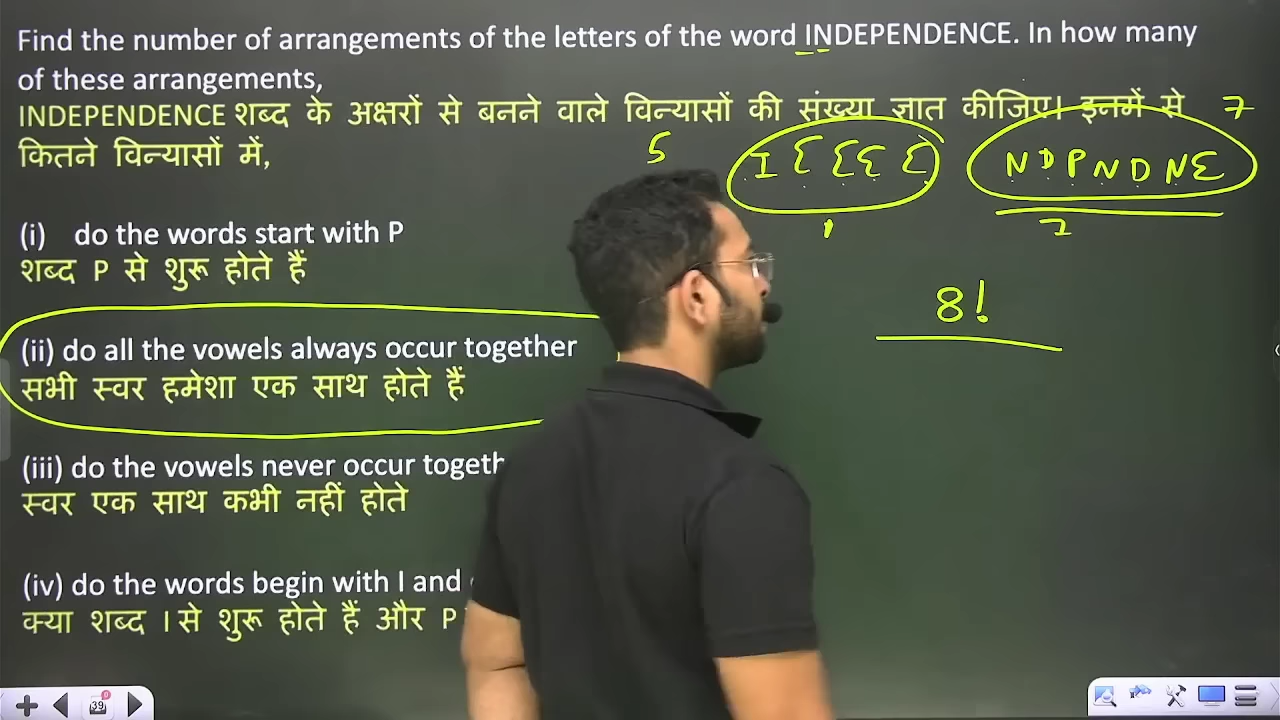 Find the number of arrangements of the letters of the word INDEPENDENCE. In how many
of these arrangements,
INDEPENDENCE शब्द के अक्षरों से बनने वाले विन्यासों की संख्या ज्ञात कीजिए। इनमें से
कितने विन्यासों में,
7
5
I E E E E
N D P N D N E
1
7
8!
(i) do the words start with P
शब्द P से शुरू होते हैं
(ii) do all the vowels always occur together
सभी स्वर हमेशा एक साथ होते हैं
(iii) do the vowels never occur togeth
स्वर एक साथ कभी नहीं होते
(iv) do the words begin with I and
क्या शब्द I से शुरू होते हैं और P
39